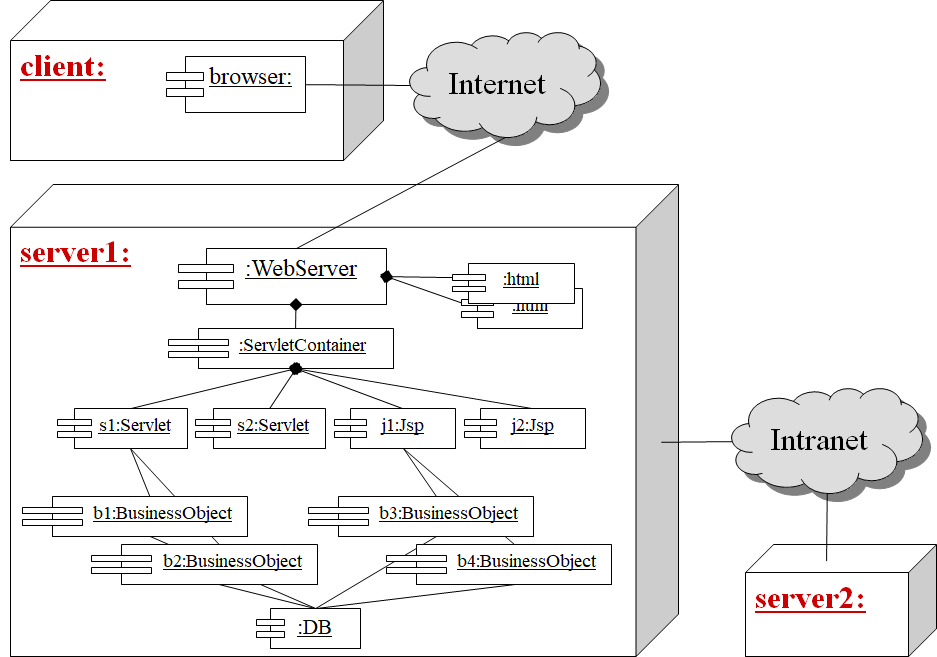 client:
browser:
Internet
server1:
:WebServer
:html
:html
:ServletContainer
s1:Servlet
s2:Servlet
j1:Jsp
j2:Jsp
Intranet
b1:BusinessObject
b3:BusinessObject
b2:BusinessObject
b4:BusinessObject
server2:
:DB